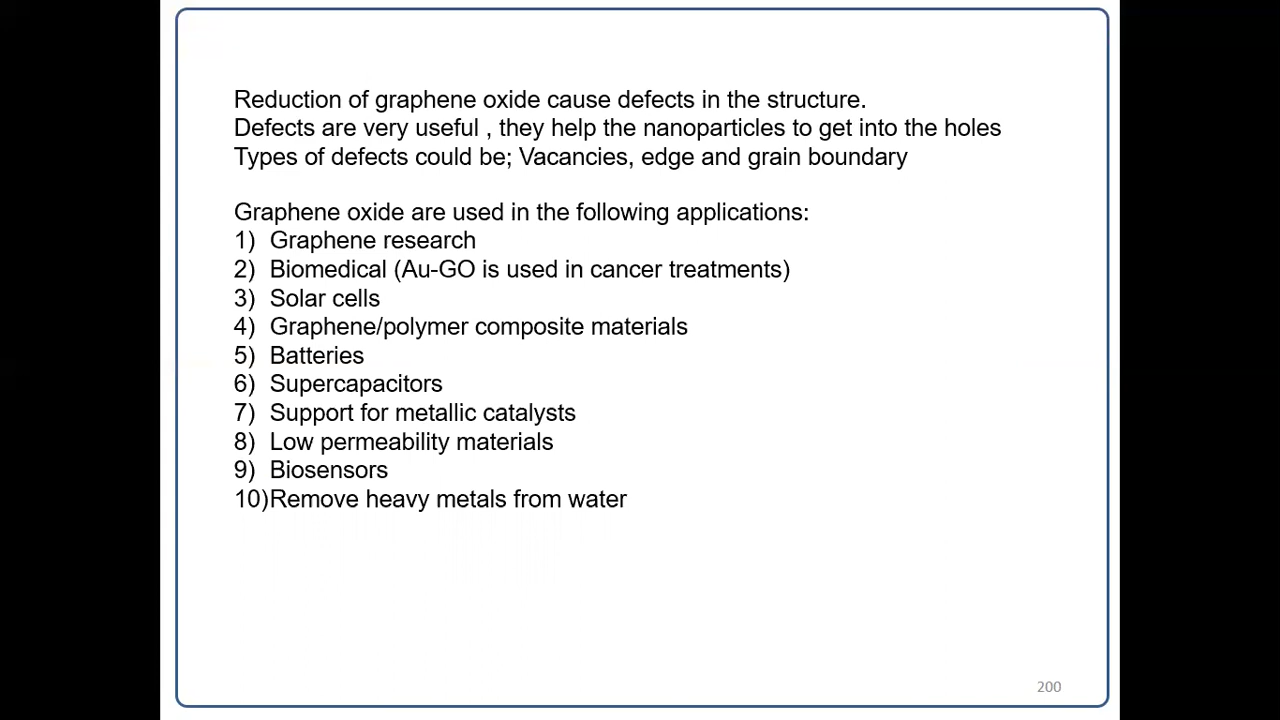 Reduction of graphene oxide cause defects in the structure.
Defects are very useful , they help the nanoparticles to get into the holes
Types of defects could be; Vacancies, edge and grain boundary
Graphene oxide are used in the following applications:
1) Graphene research
2) Biomedical (Au-GO is used in cancer treatments)
3) Solar cells
4) Graphene/polymer composite materials
5) Batteries
6) Supercapacitors
7) Support for metallic catalysts
8) Low permeability materials
9) Biosensors
10)Remove heavy metals from water
200